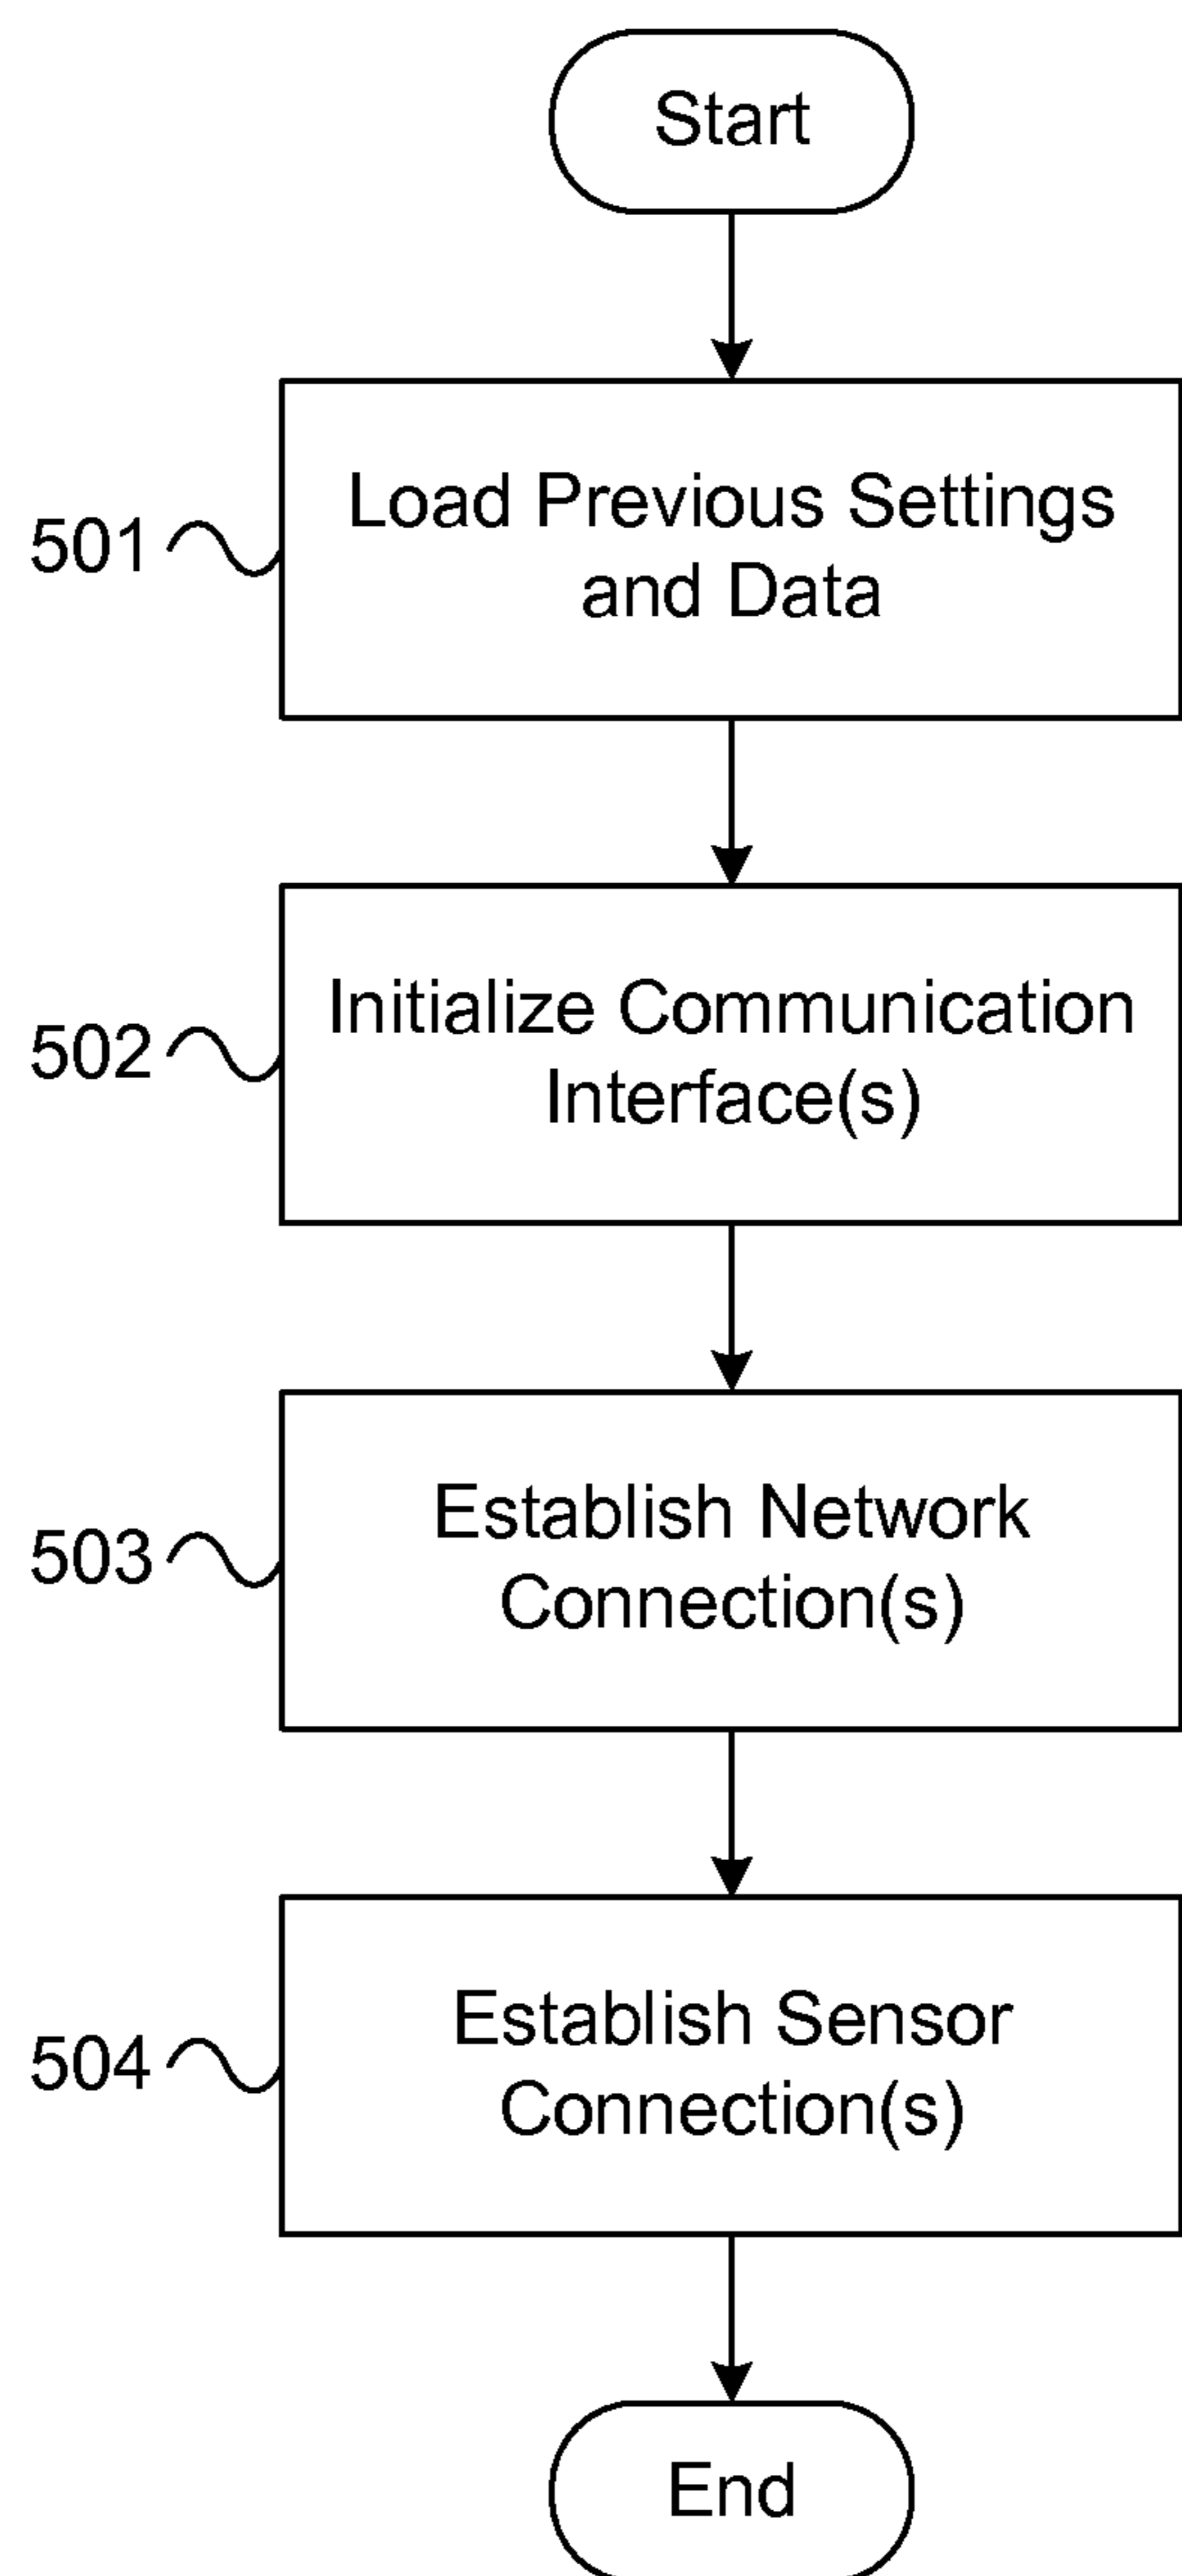 Start
501
Load Previous Settings
and Data
502
Initialize Communication
Interface(s)
503
Establish Network
Connection(s)
504
Establish Sensor
Connection(s)
End